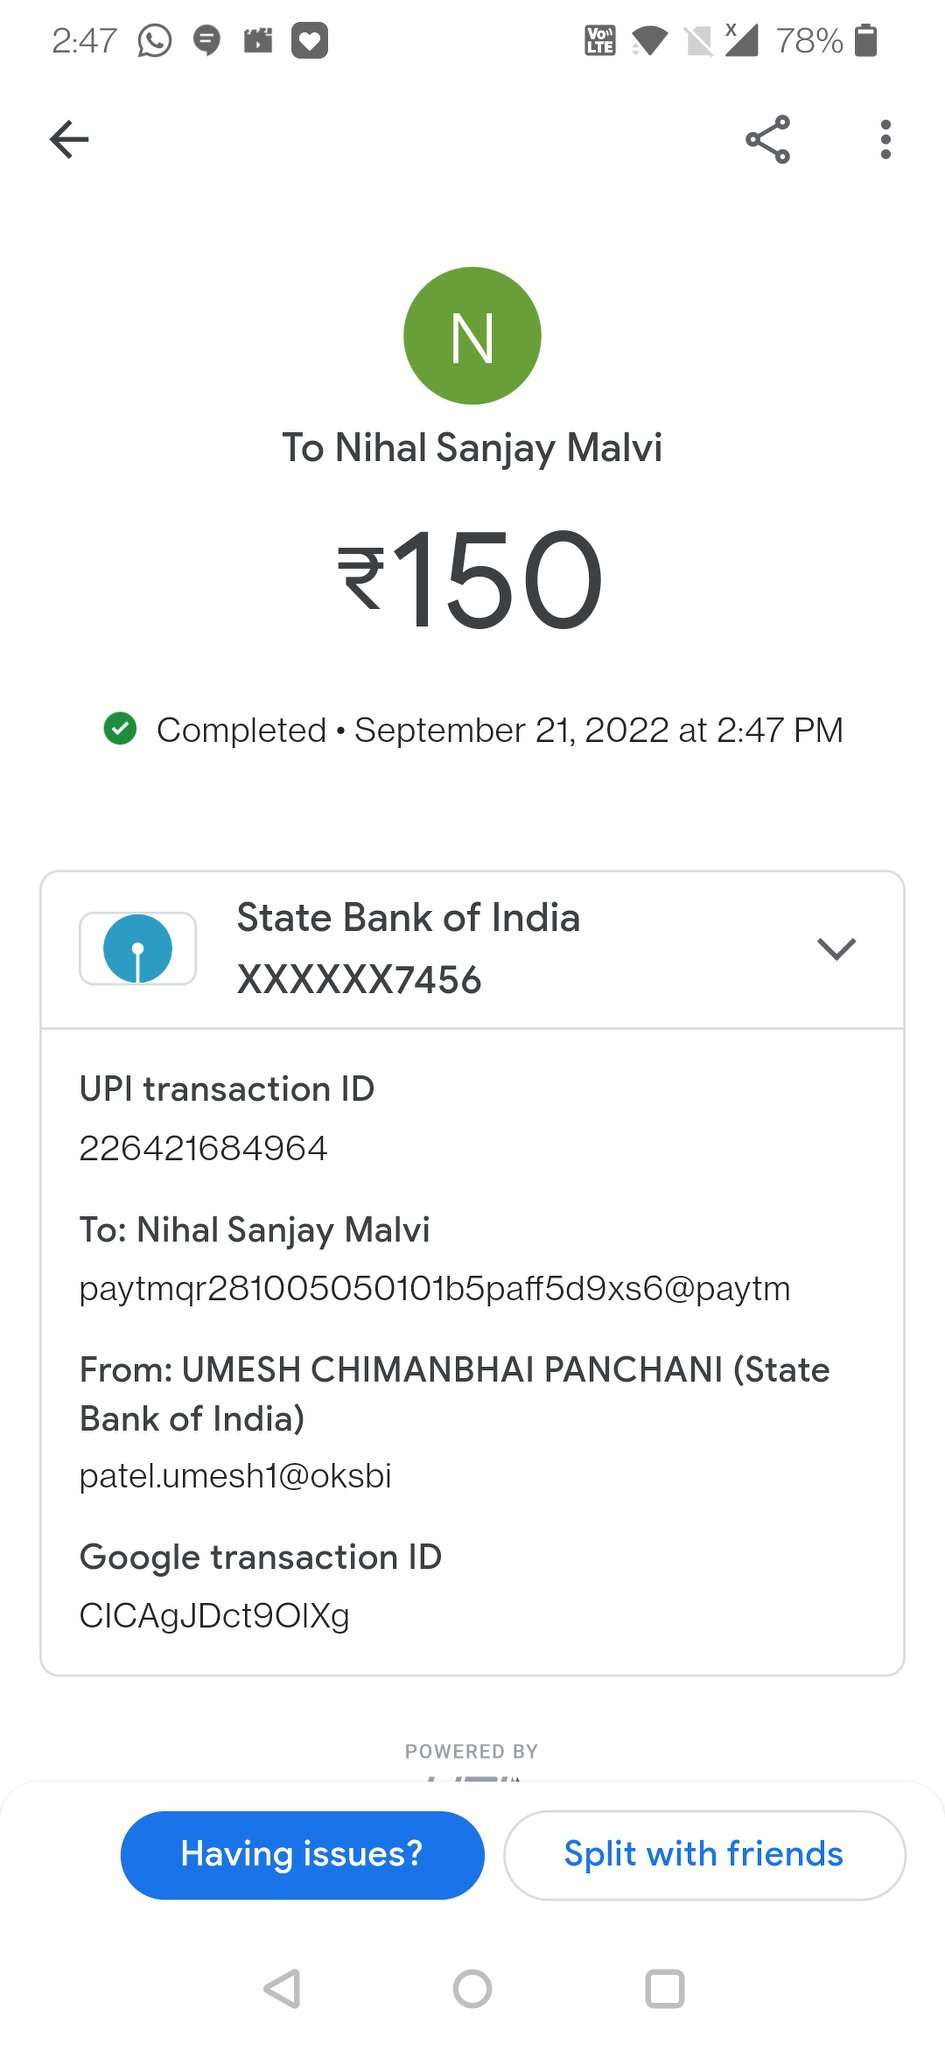 2:47
Vo)) LTE
X
78%
N
To Nihal Sanjay Malvi
₹150
Completed • September 21, 2022 at 2:47 PM
State Bank of India
XXXXXX7456
UPI transaction ID
226421684964
To: Nihal Sanjay Malvi
paytmqr281005050101b5paff5d9xs6@paytm
From: UMESH CHIMANBHAI PANCHANI (State
Bank of India)
patel.umesh1@oksbi
Google transaction ID
CICAgJDct9OlXg
POWERED BY
Having issues?
Split with friends